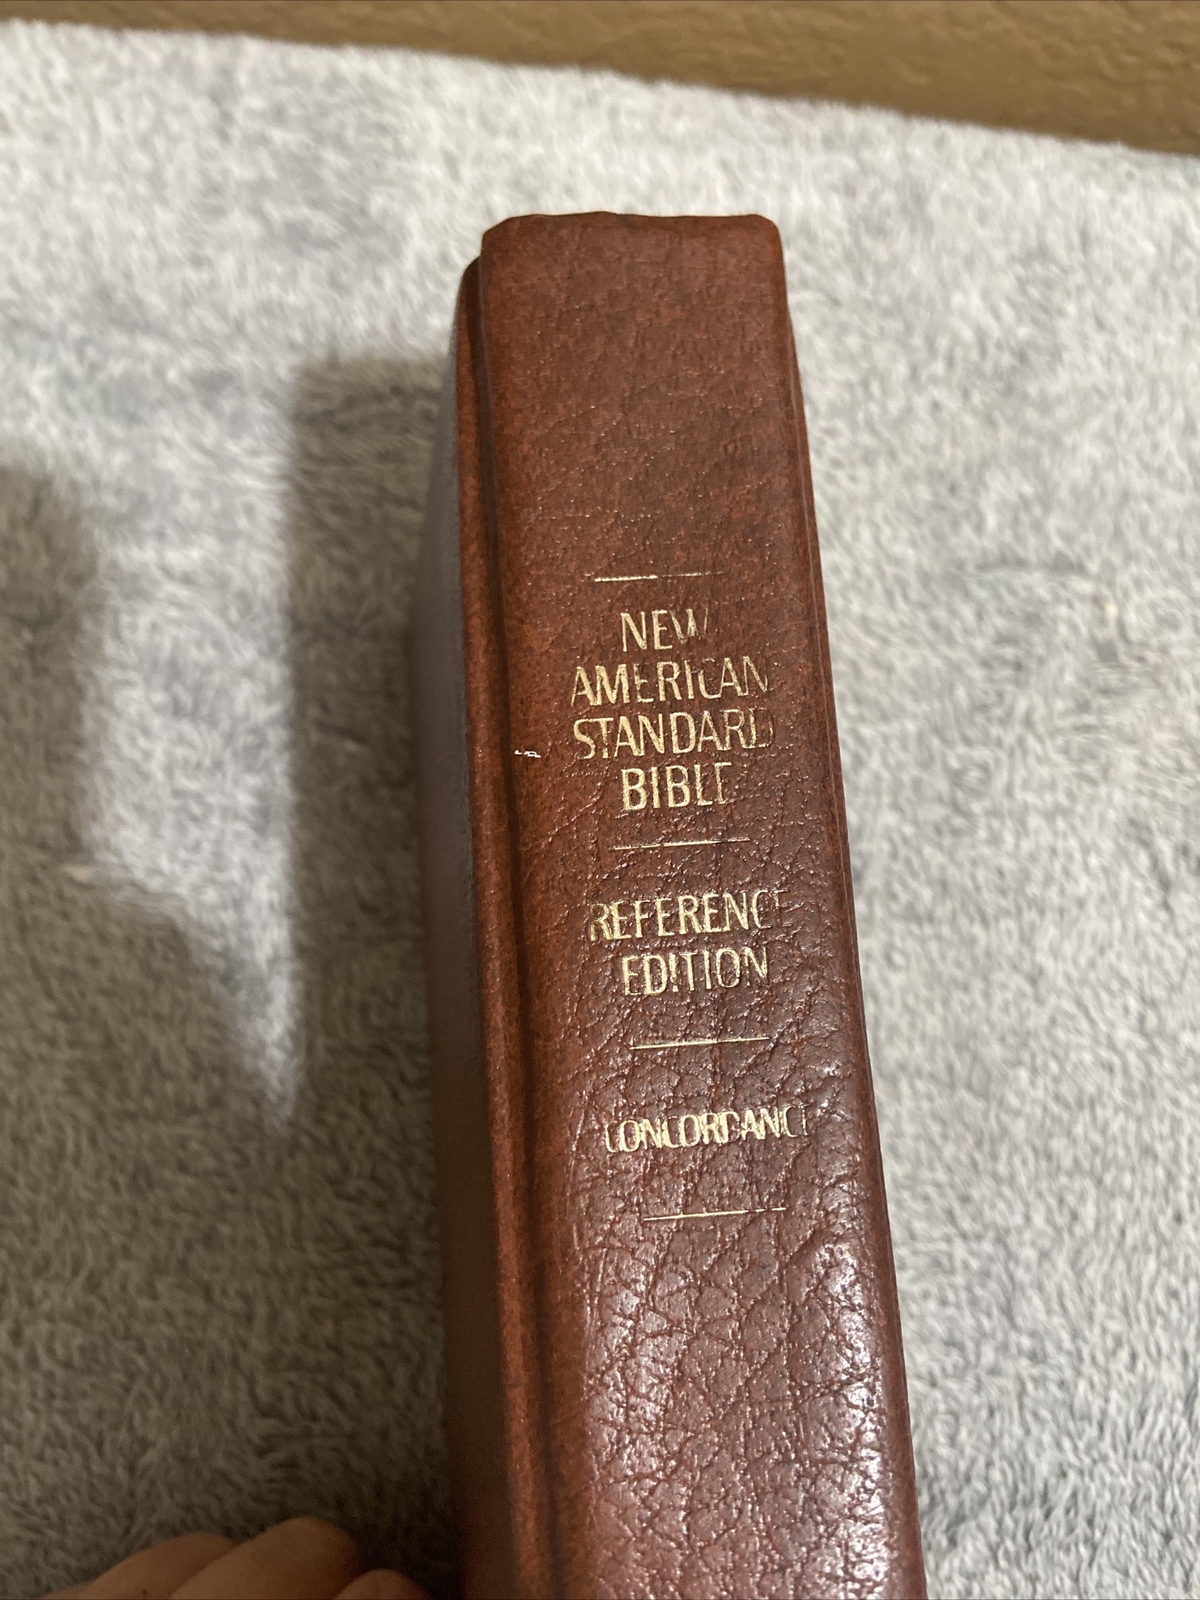 NEW
AMERICAN
STANDARD
BIBLE
REFERENCE
EDITION
CONCORDANCE